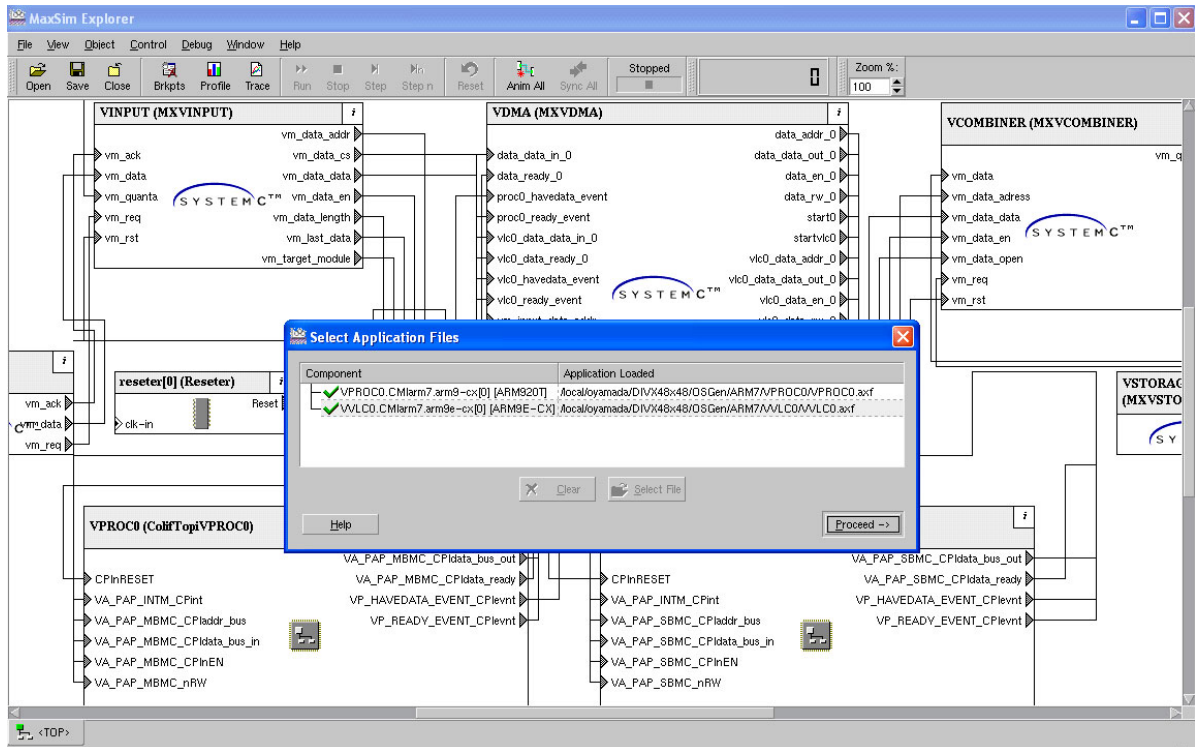 MaxSim Explorer
File View Object Control Debug Window Help
Open Save Close Brkpts Profile Trace Run Stop Step Step n Reset Anim All Sync All Stopped 0 Zoom %: 100
VINPUT (MXVINPUT) i
vm_data_addr
vm_ack vm_data_cs
vm_data vm_data_data
vm_quanta SYSTEMC™ vm_data_en
vm_req vm_data_length
vm_rst vm_last_data
vm_target_module
VDMA (MXVDMA) i
data_addr_0
data_data_in_0 data_data_out_0
data_ready_0 data_en_0
proc0_havedata_event data_rw_0
proc0_ready_event start0
vlc0_data_data_in_0 startvlc0
vlc0_data_ready_0 vlc0_data_addr_0
vlc0_havedata_event vlc0_data_data_out_0
vlc0_ready_event SYSTEMC™ vlc0_data_en_0
VCOMBINER (MXVCOMBINER)
vm_q
vm_data
vm_data_adress
vm_data_data
vm_data_en SYSTEMC™
vm_data_open
vm_req
vm_rst
i
vm_ack
vm_data
vm_req
reseter[0] (Reseter) i
Reset
clk-in
VSTORAG
(MXVSTO
SY
Select Application Files
Component Application Loaded
VPROC0.CMIarm7.arm9-cx[0] [ARM920T] /local/oyamada/DIVX48x48/OSGen/ARM7/VPROC0/VPROC0.axf
VVLC0.CMIarm7.arm9e-cx[0] [ARM9E-CX] /local/oyamada/DIVX48x48/OSGen/ARM7/VVLC0/VVLC0.axf
Clear Select File
Help Proceed ->
VPROC0 (ColifTopiVPROC0)
VA_PAP_MBMC_CPIdata_bus_out
CPInRESET VA_PAP_MBMC_CPIdata_ready
VA_PAP_INTM_CPint VP_HAVEDATA_EVENT_CPIevnt
VA_PAP_MBMC_CPIaddr_bus VP_READY_EVENT_CPIevnt
VA_PAP_MBMC_CPIdata_bus_in
VA_PAP_MBMC_CPInEN
VA_PAP_MBMC_nRW
i
VA_PAP_SBMC_CPIdata_bus_out
CPInRESET VA_PAP_SBMC_CPIdata_ready
VA_PAP_INTM_CPint VP_HAVEDATA_EVENT_CPIevnt
VA_PAP_SBMC_CPIaddr_bus VP_READY_EVENT_CPIevnt
VA_PAP_SBMC_CPIdata_bus_in
VA_PAP_SBMC_CPInEN
VA_PAP_SBMC_nRW
<TOP>